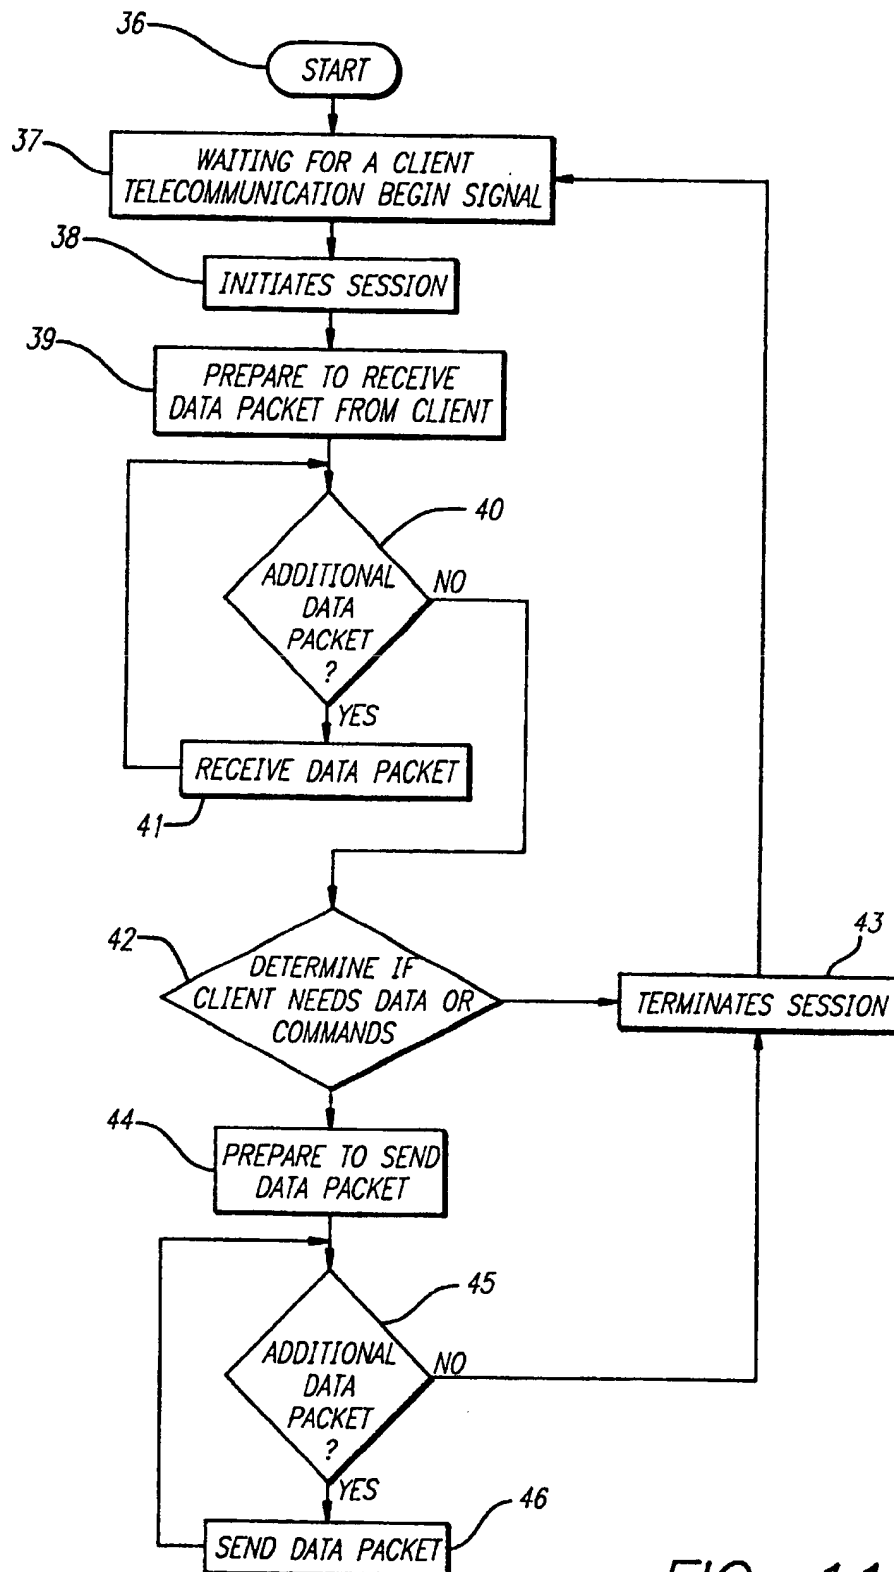 36
START
37
WAITING FOR A CLIENT
TELECOMMUNICATION BEGIN SIGNAL
38
INITIATES SESSION
39
PREPARE TO RECEIVE
DATA PACKET FROM CLIENT
40
ADDITIONAL
DATA
PACKET
?
NO
YES
RECEIVE DATA PACKET
41
42
DETERMINE IF
CLIENT NEEDS DATA OR
COMMANDS
43
TERMINATES SESSION
44
PREPARE TO SEND
DATA PACKET
45
ADDITIONAL
DATA
PACKET
?
NO
YES
46
SEND DATA PACKET
FIG. 11